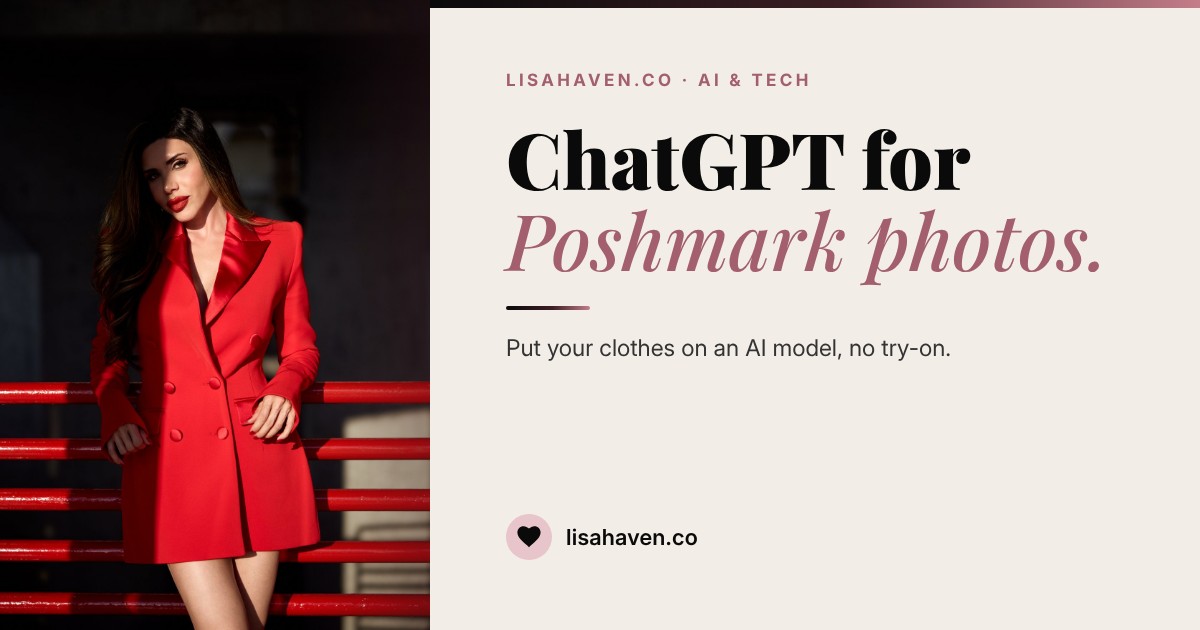 LISAHAVEN.CO · AI & TECH
ChatGPT for
Poshmark photos.
Put your clothes on an AI model, no try-on.
lisahaven.co